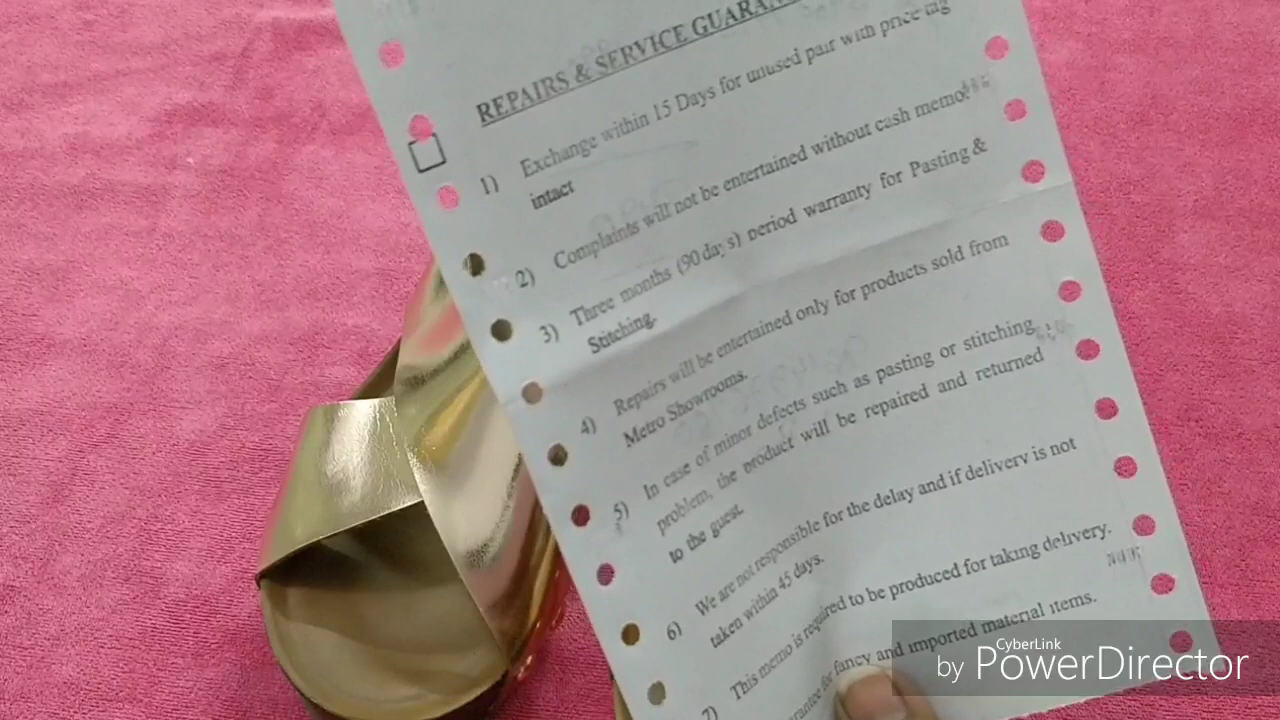 REPAIRS & SERVICE
1) Exchange within 15 Days for unused pair with price tag
intact
2) Complaints will not be entertained without cash memo.
3) Three months (90 days) period warranty for Pasting &
Stitching.
4) Repairs will be entertained only for products sold from
Metro Showrooms.
5) In case of minor defects such as pasting or stitching
problem, the product will be repaired and returned
to the guest.
6) We are not responsible for the delay and if delivery is not
taken within 45 days.
7) This memo is required to be produced for taking delivery.
for fancy and imported material items.
CyberLink
by PowerDirector